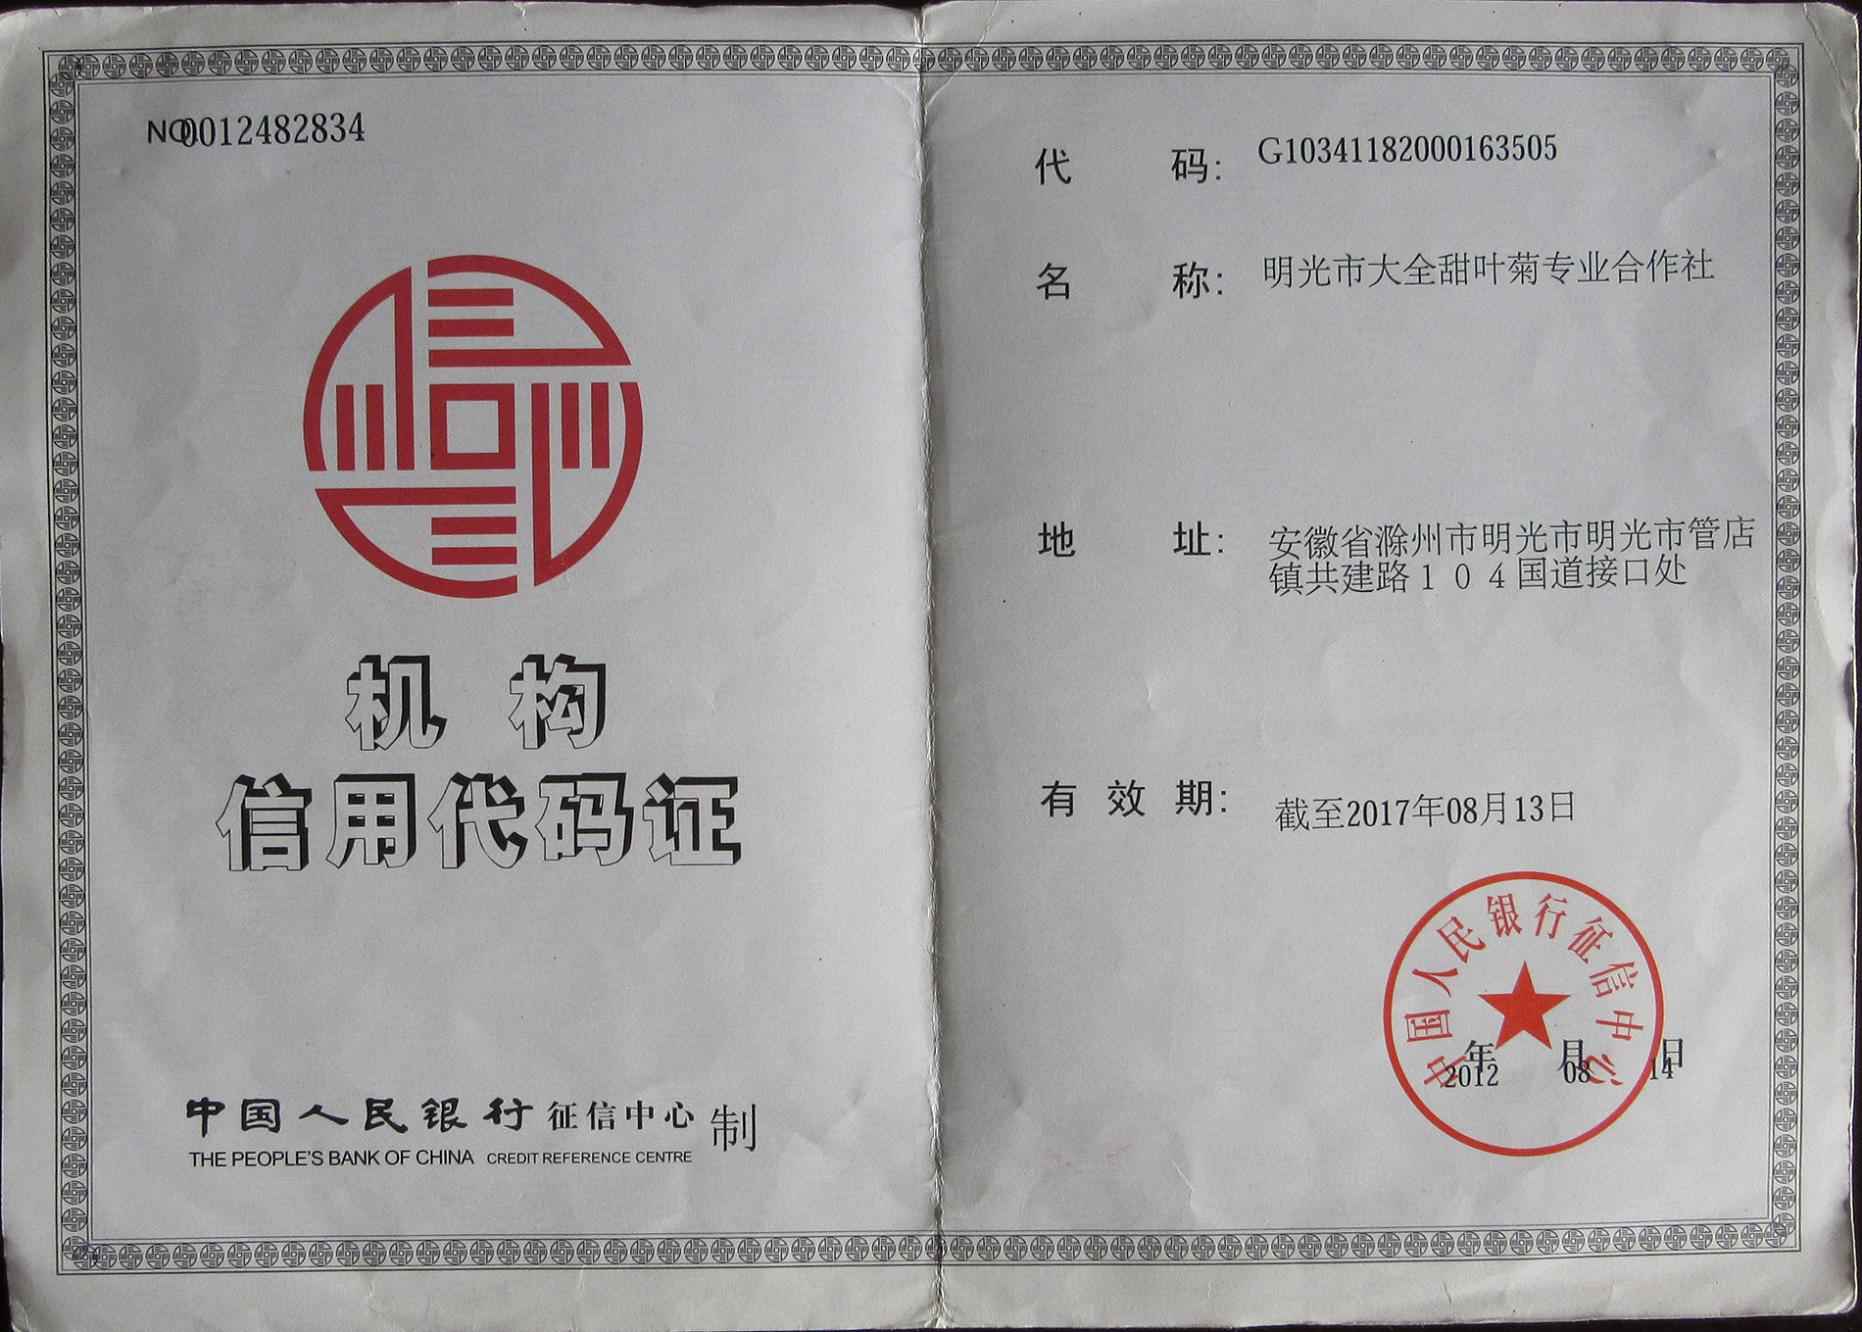 NO0012482834
机构
信用代码证
中国人民银行征信中心 制
THE PEOPLE'S BANK OF CHINA CREDIT REFERENCE CENTRE
代码: G10341182000163505
名称: 明光市大全甜叶菊专业合作社
地址: 安徽省滁州市明光市明光市管店
镇共建路104国道接口处
有效期: 截至2017年08月13日
中国人民银行征信中心
年 月 日
2012 08 14